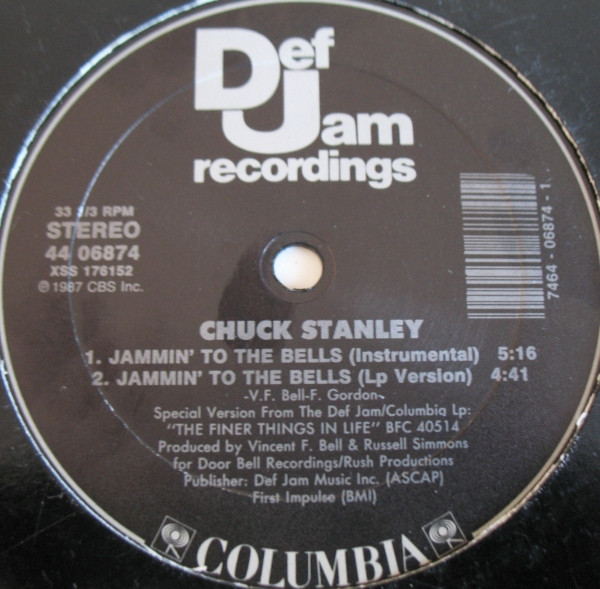 Def
Jam
recordings
33 1/3 RPM
STEREO
44 06874
XSS 176152
℗ 1987 CBS Inc.
7464 - 06874 - 1
CHUCK STANLEY
1. JAMMIN' TO THE BELLS (Instrumental) 5:16
2. JAMMIN' TO THE BELLS (Lp Version) 4:41
-V.F. Bell-F. Gordon-
Special Version From The Def Jam/Columbia Lp:
"THE FINER THINGS IN LIFE" BFC 40514
Produced by Vincent F. Bell & Russell Simmons
for Door Bell Recordings/Rush Productions
Publisher: Def Jam Music Inc. (ASCAP)
First Impulse (BMI)
COLUMBIA